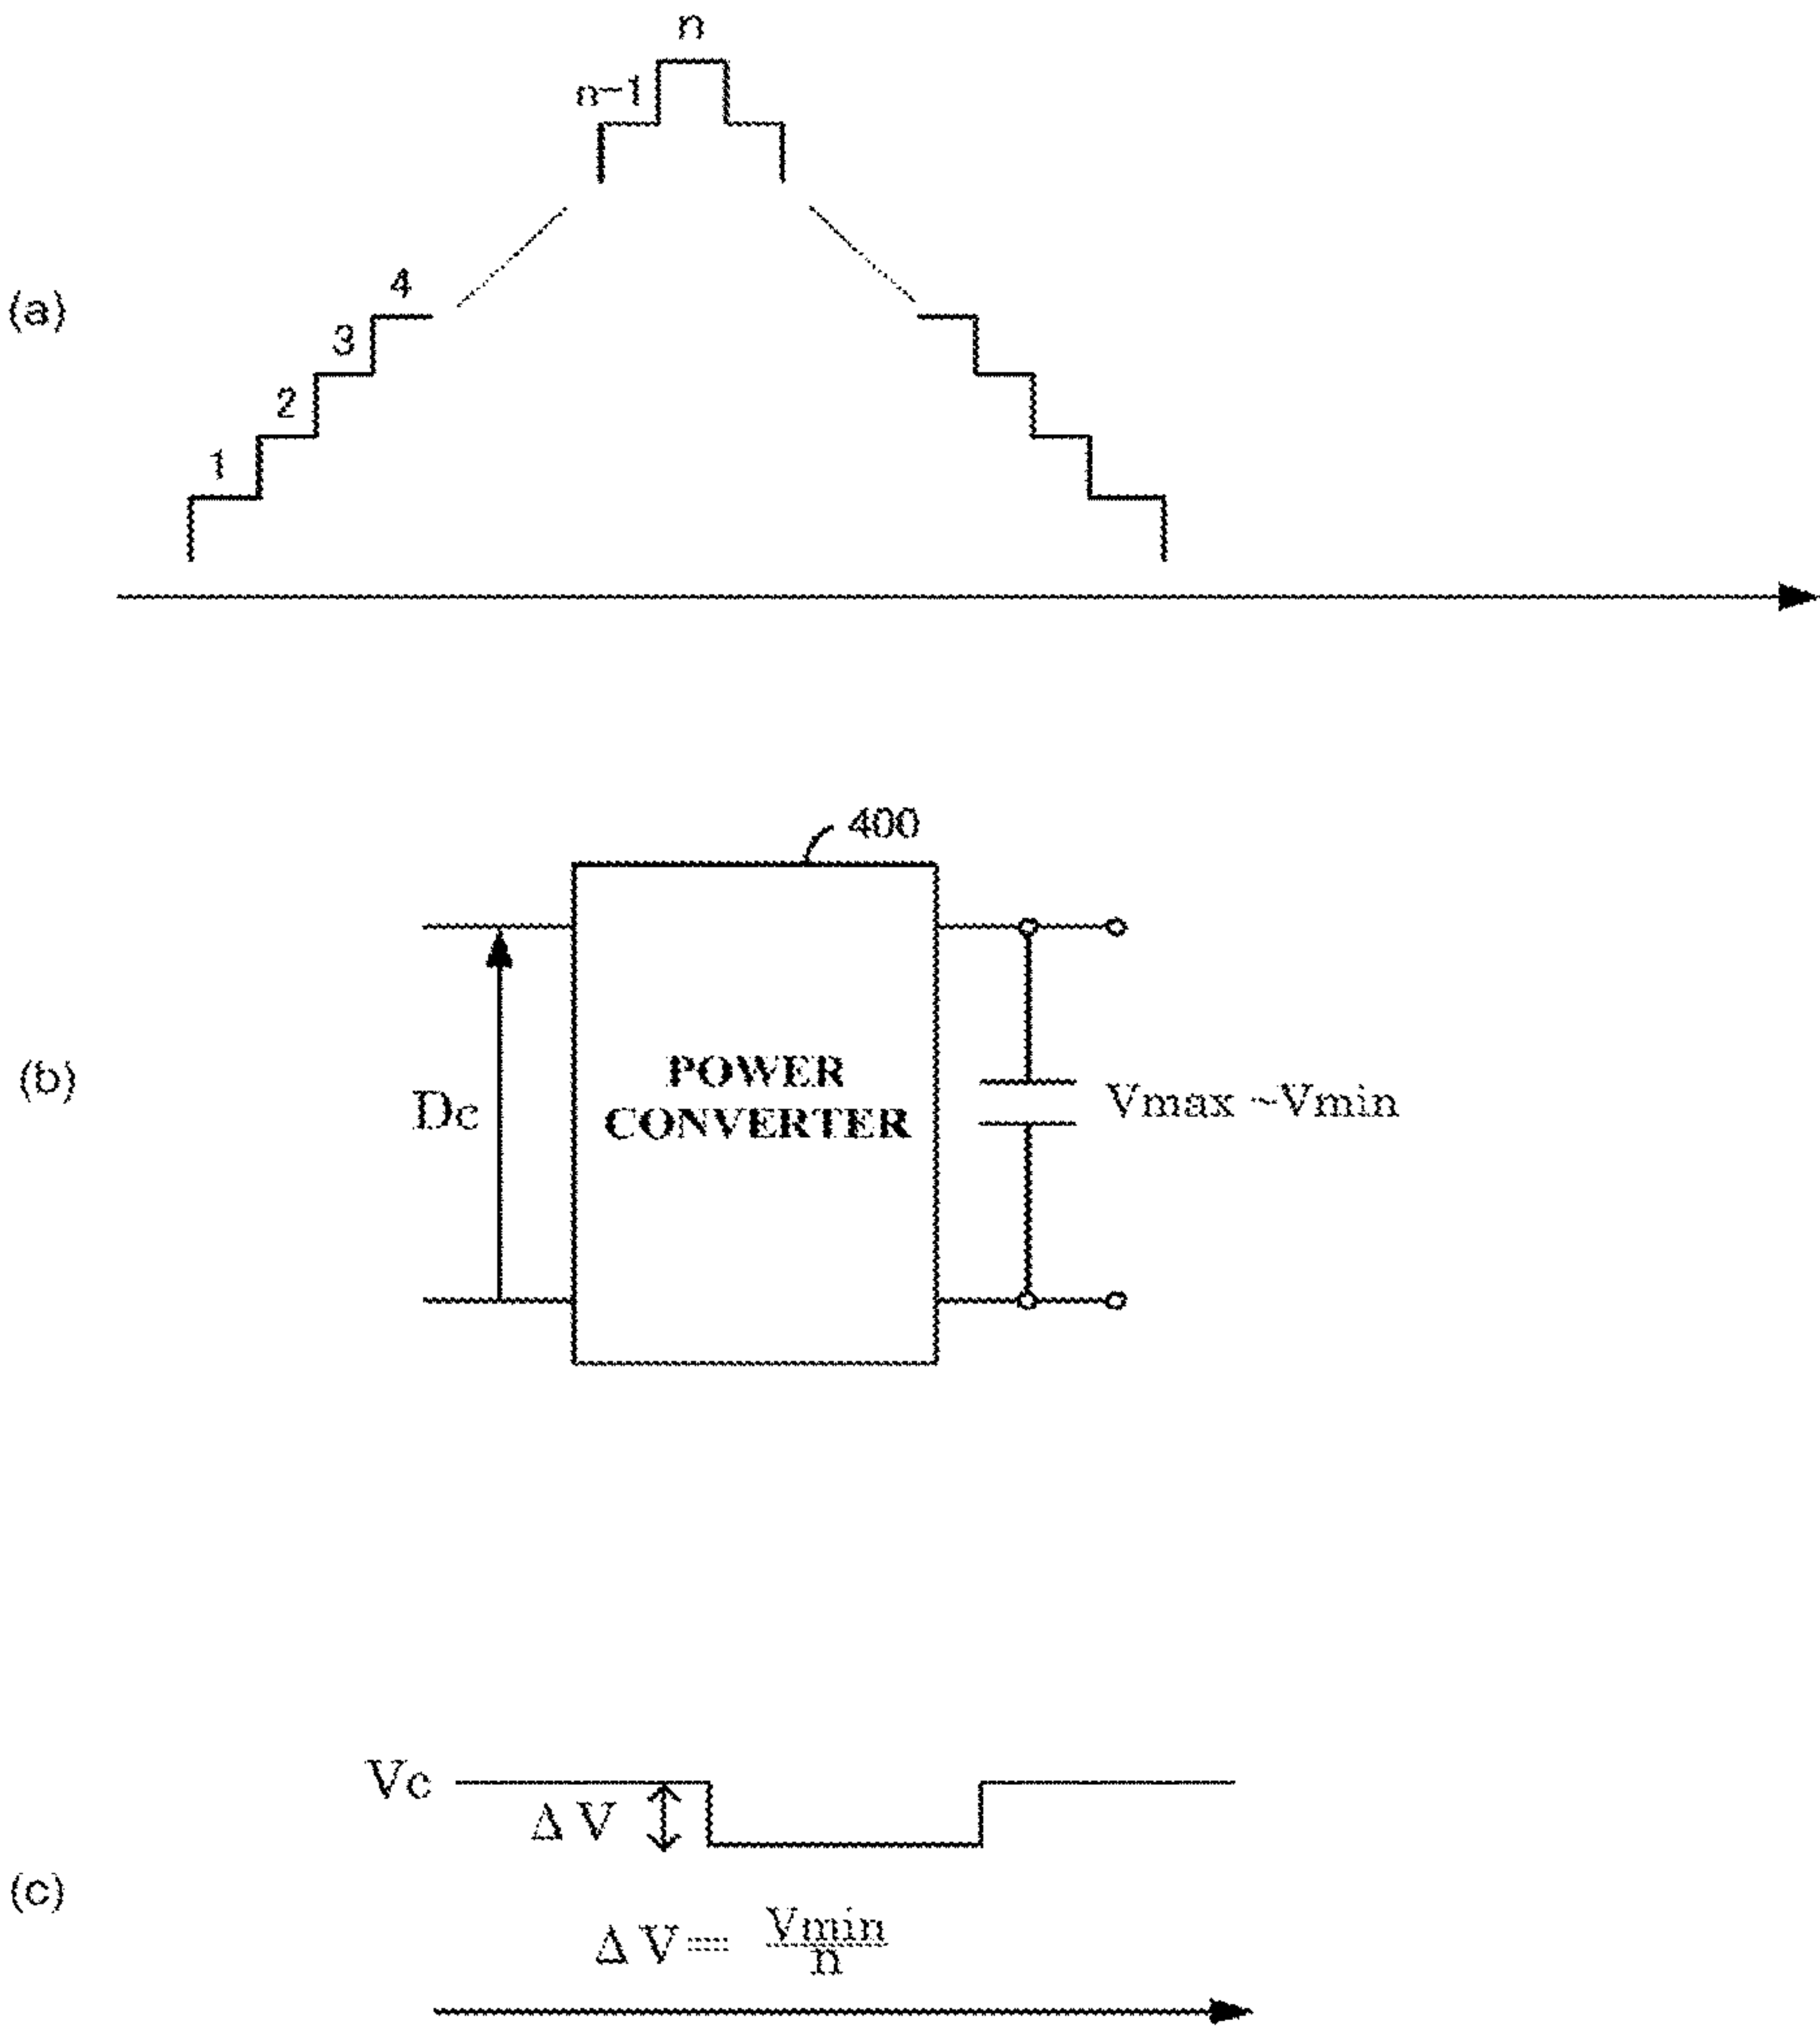 n
n-1
4
(a)
3
2
1
400
(b)
Dc
POWER
CONVERTER
Vmax ~Vmin
Vc
ΔV
(c)
ΔV= Vmin
n